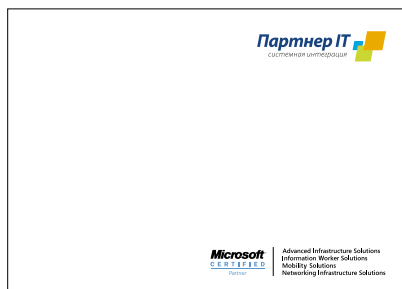 Партнер IT
системная интеграция
Microsoft
CERTIFIED
Partner
Advanced Infrastructure Solutions
Information Worker Solutions
Mobility Solutions
Networking Infrastructure Solutions